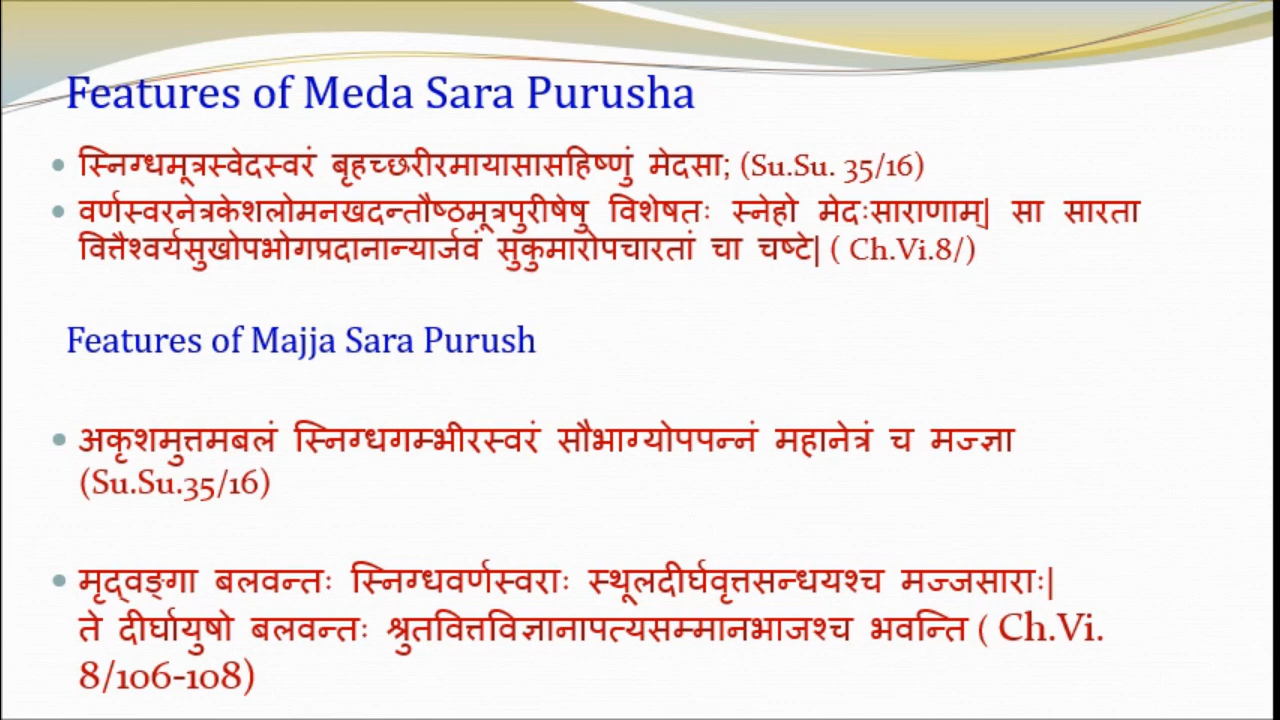 Features of Meda Sara Purusha
स्निग्धमूत्रस्वेदस्वरं बृहच्छरीरमायासासहिष्णुं मेदसा; (Su.Su. 35/16)
वर्णस्वरनेत्रकेशलोमनखदन्तौष्ठमूत्रपुरीषेषु विशेषतः स्नेहो मेदःसाराणाम्| सा सारता
वित्तैश्वर्यसुखोपभोगप्रदानान्यार्जवं सुकुमारोपचारतां चा चष्टे| ( Ch.Vi.8/)
Features of Majja Sara Purush
अकृशमुत्तमबलं स्निग्धगम्भीरस्वरं सौभाग्योपपन्नं महानेत्रं च मज्ज्ञा
(Su.Su.35/16)
मृद्वङ्गा बलवन्तः स्निग्धवर्णस्वराः स्थूलदीर्घवृत्तसन्धयश्च मज्जसाराः|
ते दीर्घायुषो बलवन्तः श्रुतवित्तविज्ञानापत्यसम्मानभाजश्च भवन्ति ( Ch.Vi.
8/106-108)